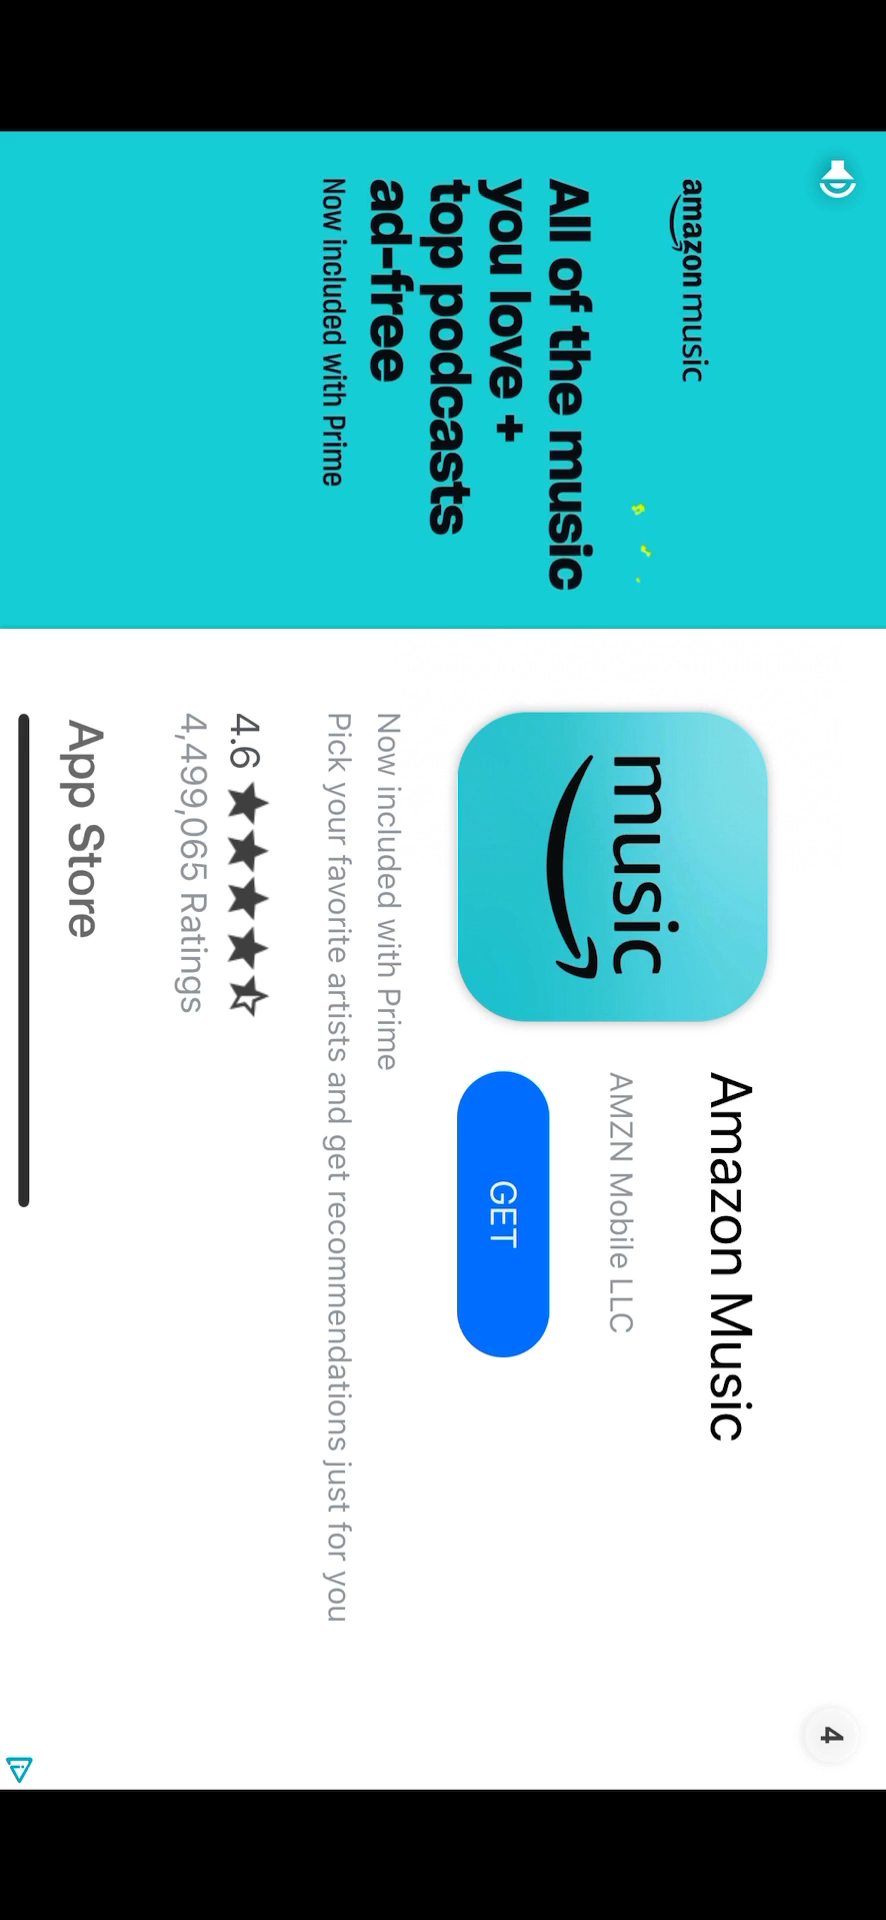 amazon music
All of the music
you love +
top podcasts
ad-free
Now included with Prime
music
Amazon Music
AMZN Mobile LLC
GET
Now included with Prime
Pick your favorite artists and get recommendations just for you
4.6
4,499,065 Ratings
App Store
4